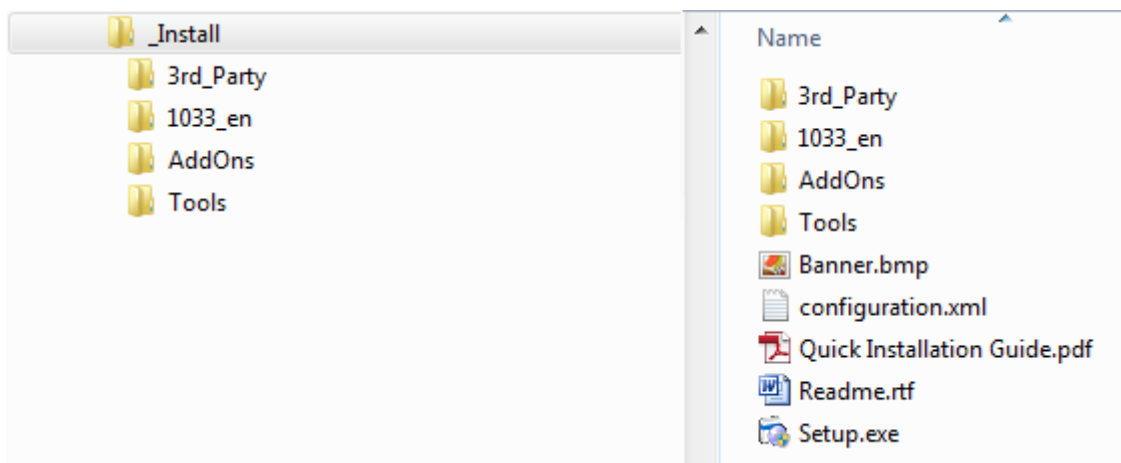 _Install
3rd_Party
1033_en
AddOns
Tools
Name
3rd_Party
1033_en
AddOns
Tools
Banner.bmp
configuration.xml
Quick Installation Guide.pdf
Readme.rtf
Setup.exe